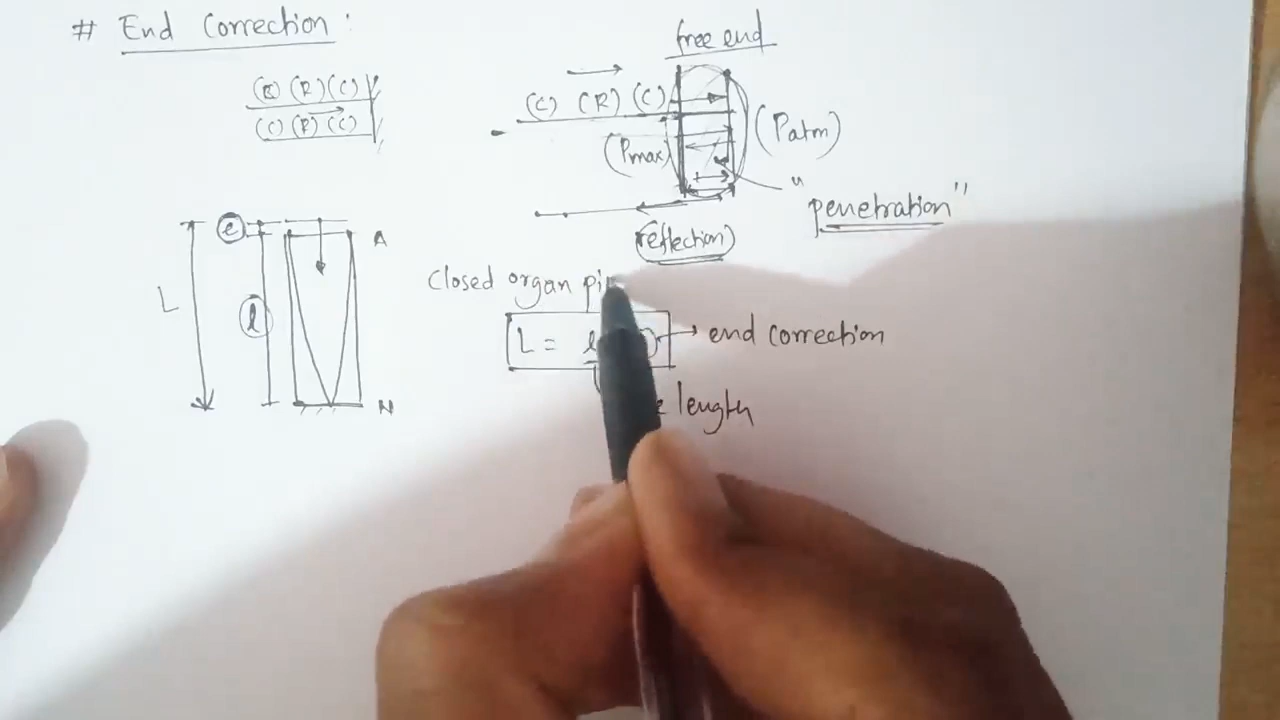 # End Correction :
free end
(C) (R) (C)
(C) (R) (C)
(C) (R) (C)
(Pmax)
(Patm)
"penetration"
(reflection)
e
A
L
l
N
Closed organ
L =
end correction
length